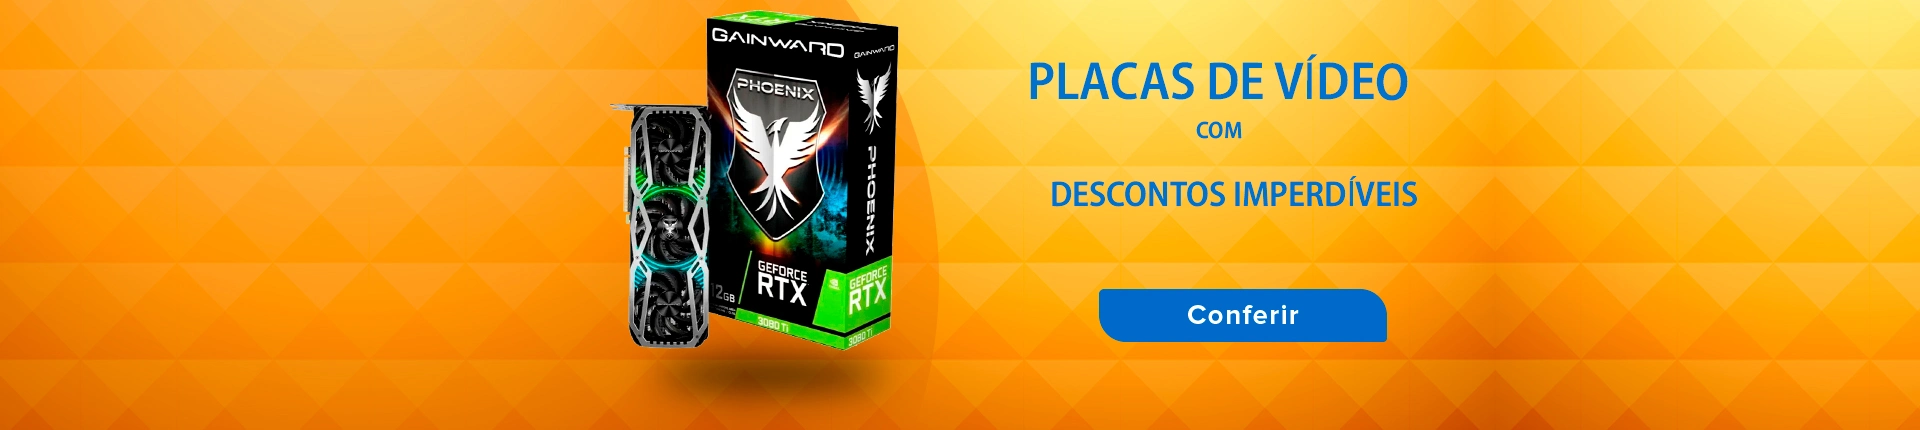 GAINWARD
GAINWARD
PHOENIX
PHOENIX
GEFORCE
RTX
2GB
3080 Ti
GEFORCE
RTX
3080 Ti
PLACAS DE VÍDEO
COM
DESCONTOS IMPERDÍVEIS
Conferir